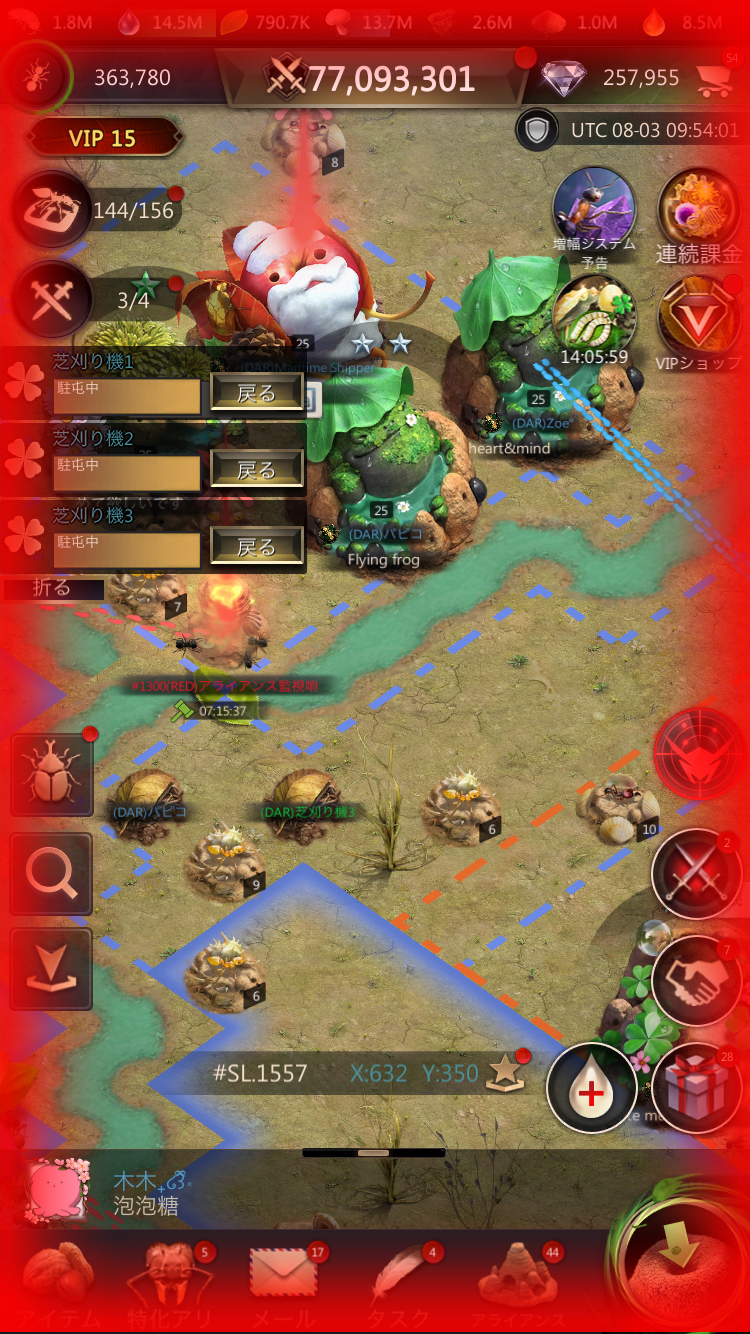 1.8M 14.5M 790.7K 13.7M 2.6M 1.0M 8.5M
363,780 77,093,301 257,955 54
VIP 15
UTC 08-03 09:54:01
8
144/156
増幅システム
予告
連続課金
3/4
14:05:59
VIPショップ
25
(DAR)Maritime Shipper
芝刈り機1
駐屯中
戻る
25
(DAR)Zoe
heart&mind
芝刈り機2
駐屯中
戻る
めて欲しいです
芝刈り機3
駐屯中
戻る
25
(DAR)パピコ
Flying frog
折る
7
#1300(RED)アライアンス監視哨
07:15:37
(DAR)パピコ
(DAR)芝刈り機3
6
10
9
2
6
7
#SL.1557 X:632 Y:350
28
木木
泡泡糖
5 17 4 44
アイテム 特化アリ メール タスク アライアンス